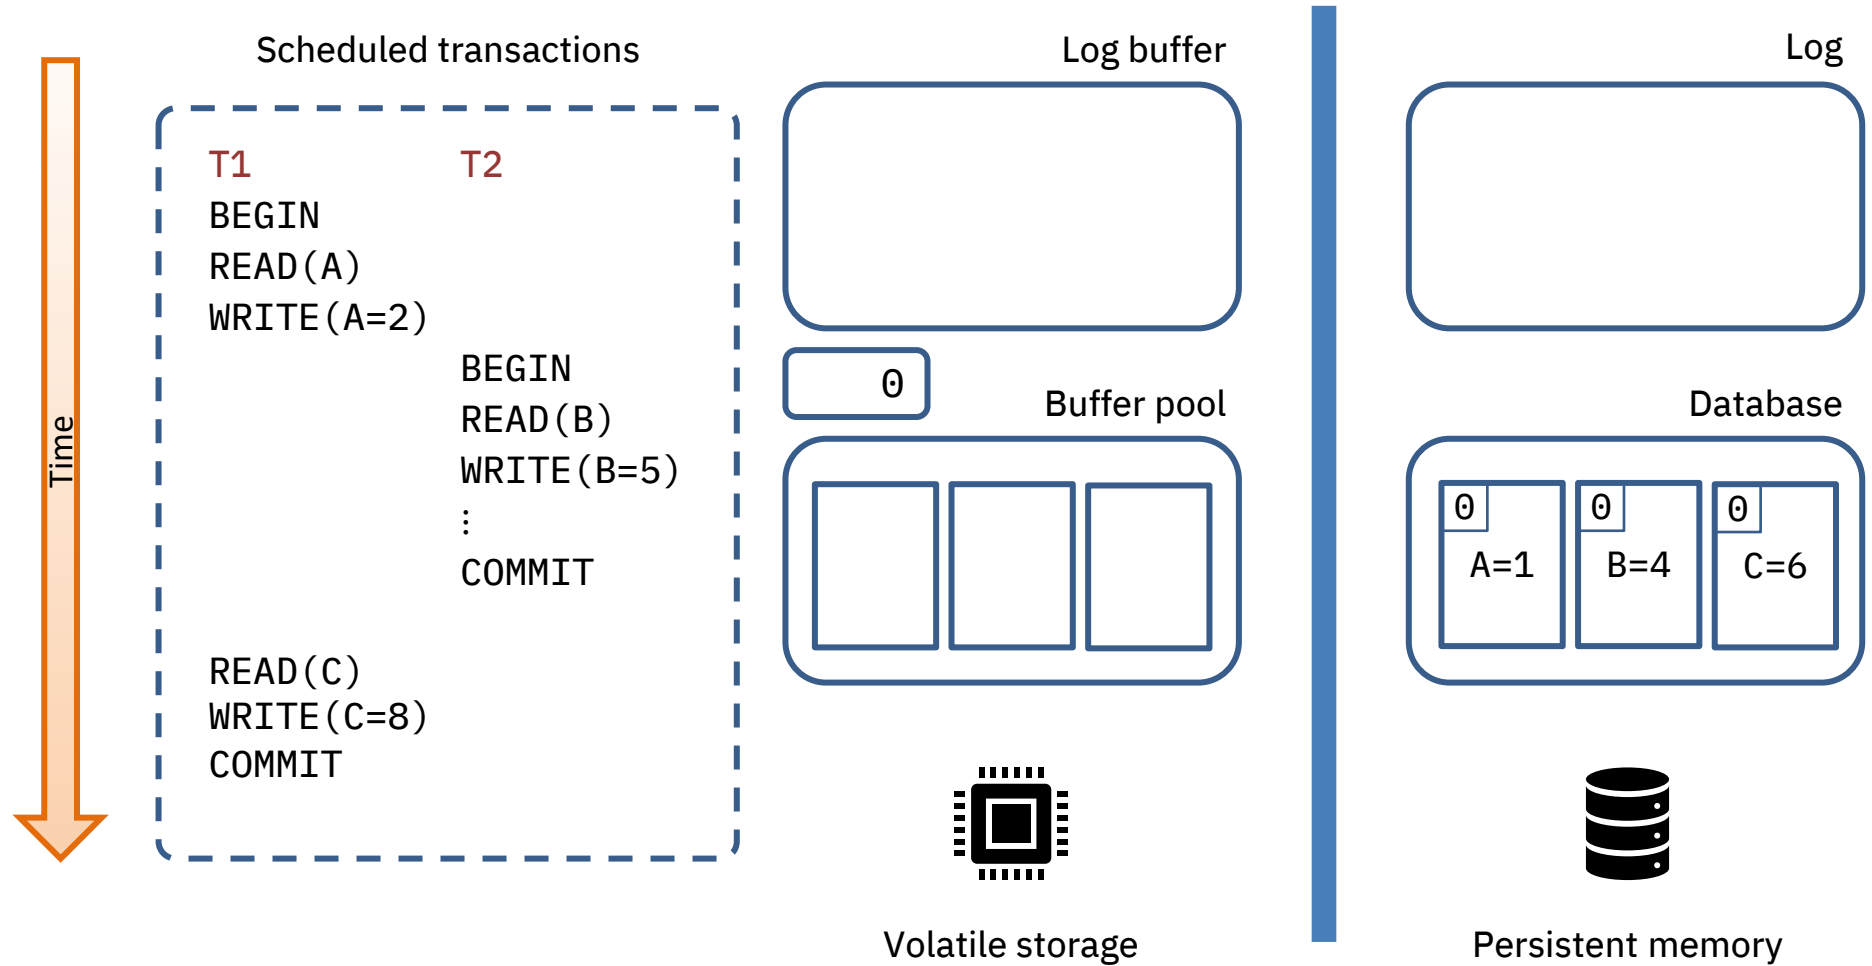 Scheduled transactions
Log buffer
Log
T1 T2
BEGIN
READ(A)
WRITE(A=2)
BEGIN
READ(B)
WRITE(B=5)
⋮
COMMIT
READ(C)
WRITE(C=8)
COMMIT
Time
0
Buffer pool
Database
0 0 0
A=1 B=4 C=6
Volatile storage
Persistent memory